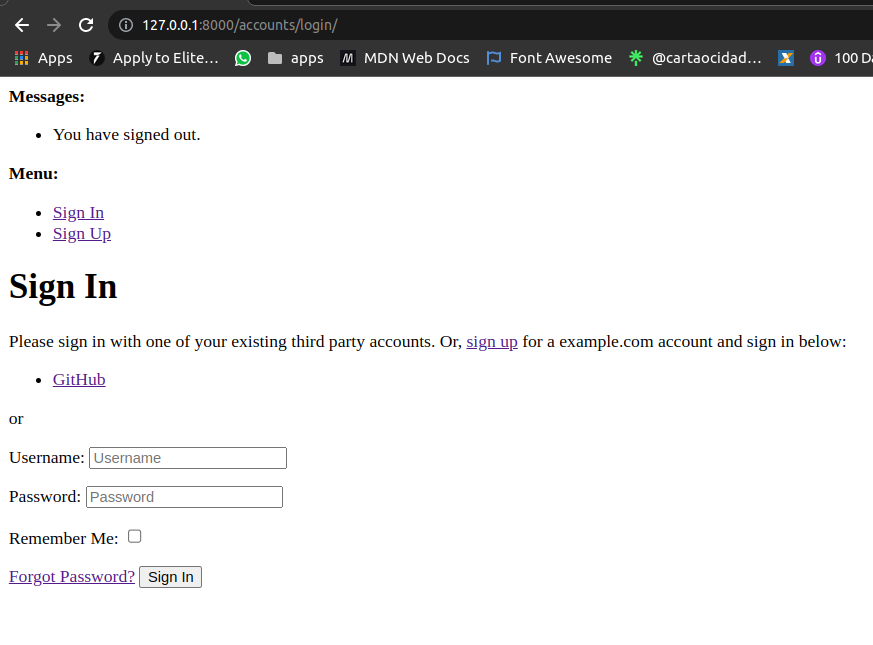 127.0.0.1:8000/accounts/login/
Apps Apply to Elite... apps MDN Web Docs Font Awesome @cartaocidad... 100 Da
Messages:
You have signed out.
Menu:
Sign In
Sign Up
Sign In
Please sign in with one of your existing third party accounts. Or, sign up for a example.com account and sign in below:
GitHub
or
Username: Username
Password: Password
Remember Me:
Forgot Password? Sign In